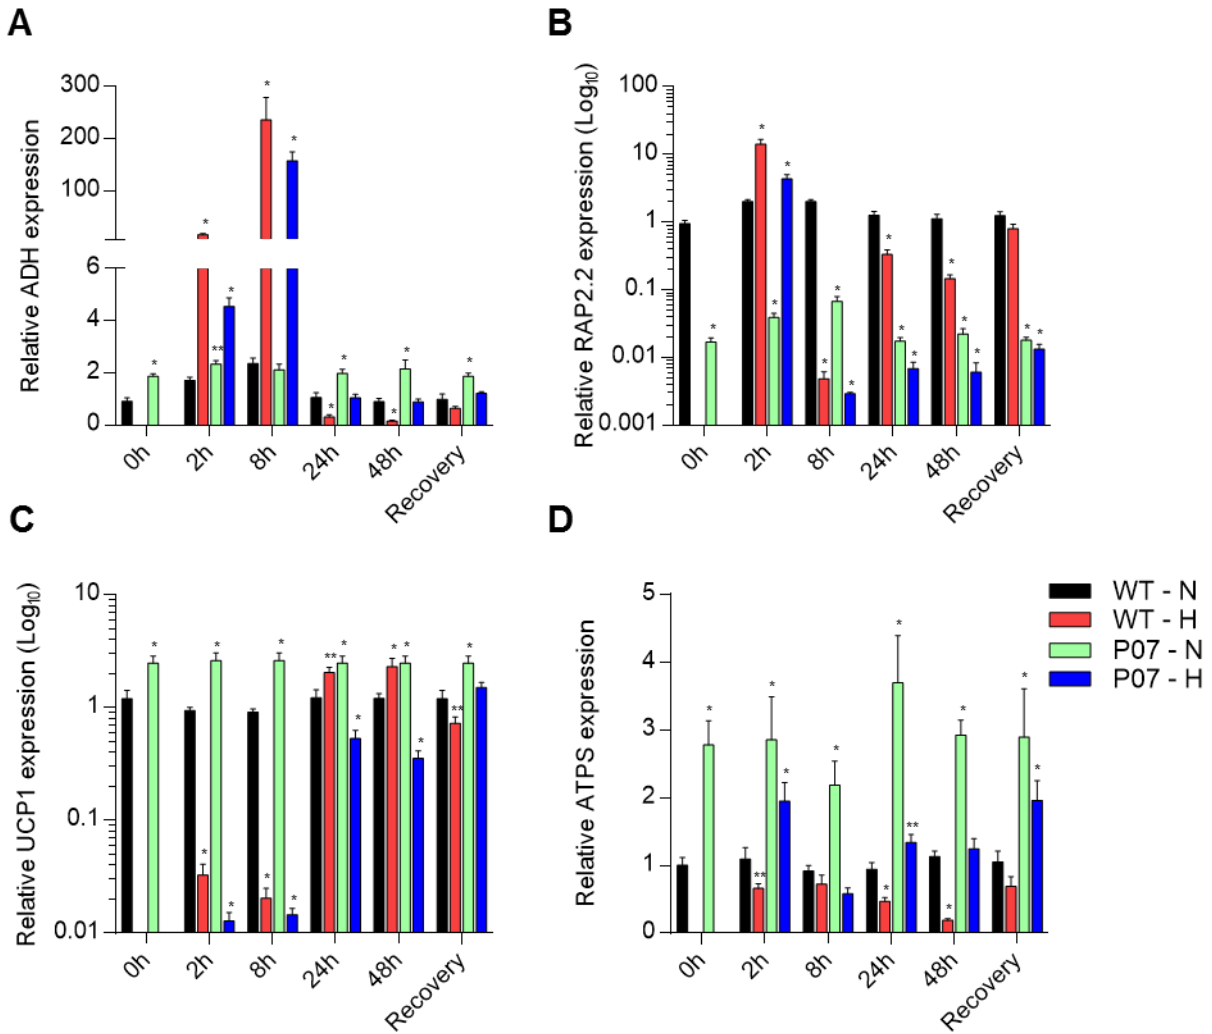 A
Relative ADH expression
300
200
100
6
4
2
0
* * ** * * * * * * * *
0h 2h 8h 24h 48h Recovery
B
Relative RAP2.2 expression (Log10)
100
10
1
0.1
0.01
0.001
* * * * * * * * * * * * * * *
0h 2h 8h 24h 48h Recovery
C
Relative UCP1 expression (Log10)
10
1
0.1
0.01
* * * * * * * ** * * * * * ** *
0h 2h 8h 24h 48h Recovery
D
Relative ATPS expression
5
4
3
2
1
0
* ** * * * * * ** * * * *
0h 2h 8h 24h 48h Recovery
WT - N
WT - H
P07 - N
P07 - H